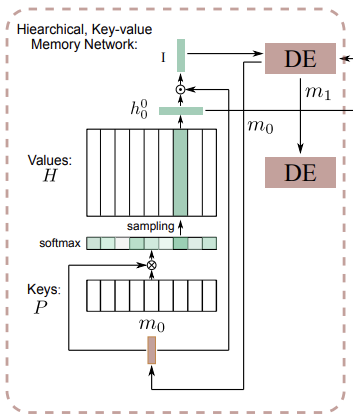 Hiearchical, Key-value
Memory Network:
I
DE
h_0^0
m_1
m_0
Values:
H
DE
sampling
softmax
Keys:
P
m_0